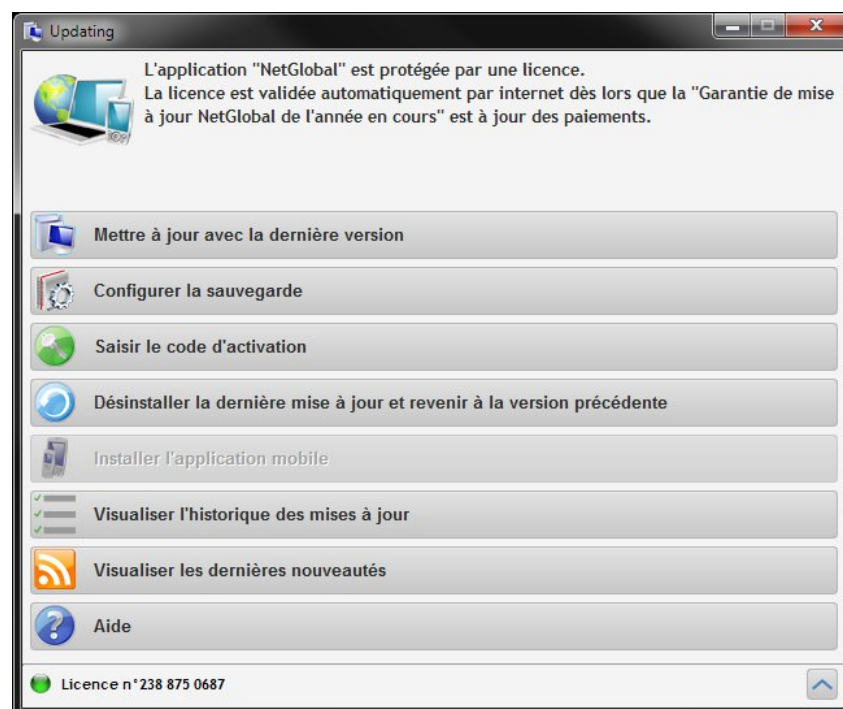 Updating
L'application "NetGlobal" est protégée par une licence.
La licence est validée automatiquement par internet dès lors que la "Garantie de mise
à jour NetGlobal de l'année en cours" est à jour des paiements.
Mettre à jour avec la dernière version
Configurer la sauvegarde
Saisir le code d'activation
Désinstaller la dernière mise à jour et revenir à la version précédente
Installer l'application mobile
Visualiser l'historique des mises à jour
Visualiser les dernières nouveautés
Aide
Licence n°238 875 0687